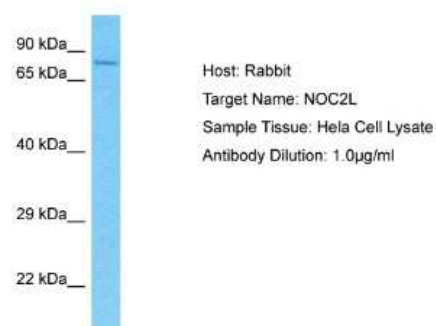 90 kDa
65 kDa
40 kDa
29 kDa
22 kDa
Host: Rabbit
Target Name: NOC2L
Sample Tissue: Hela Cell Lysate
Antibody Dilution: 1.0µg/ml